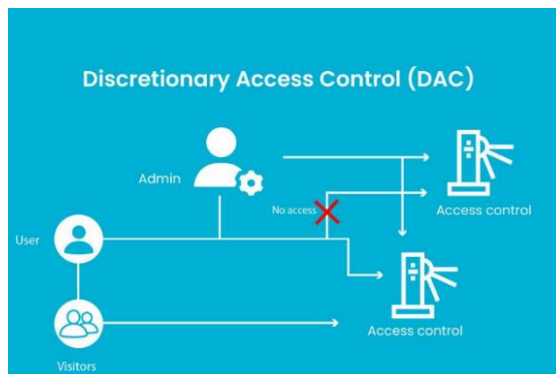 Discretionary Access Control (DAC)
Admin
No access
Access control
User
Access control
Visitors